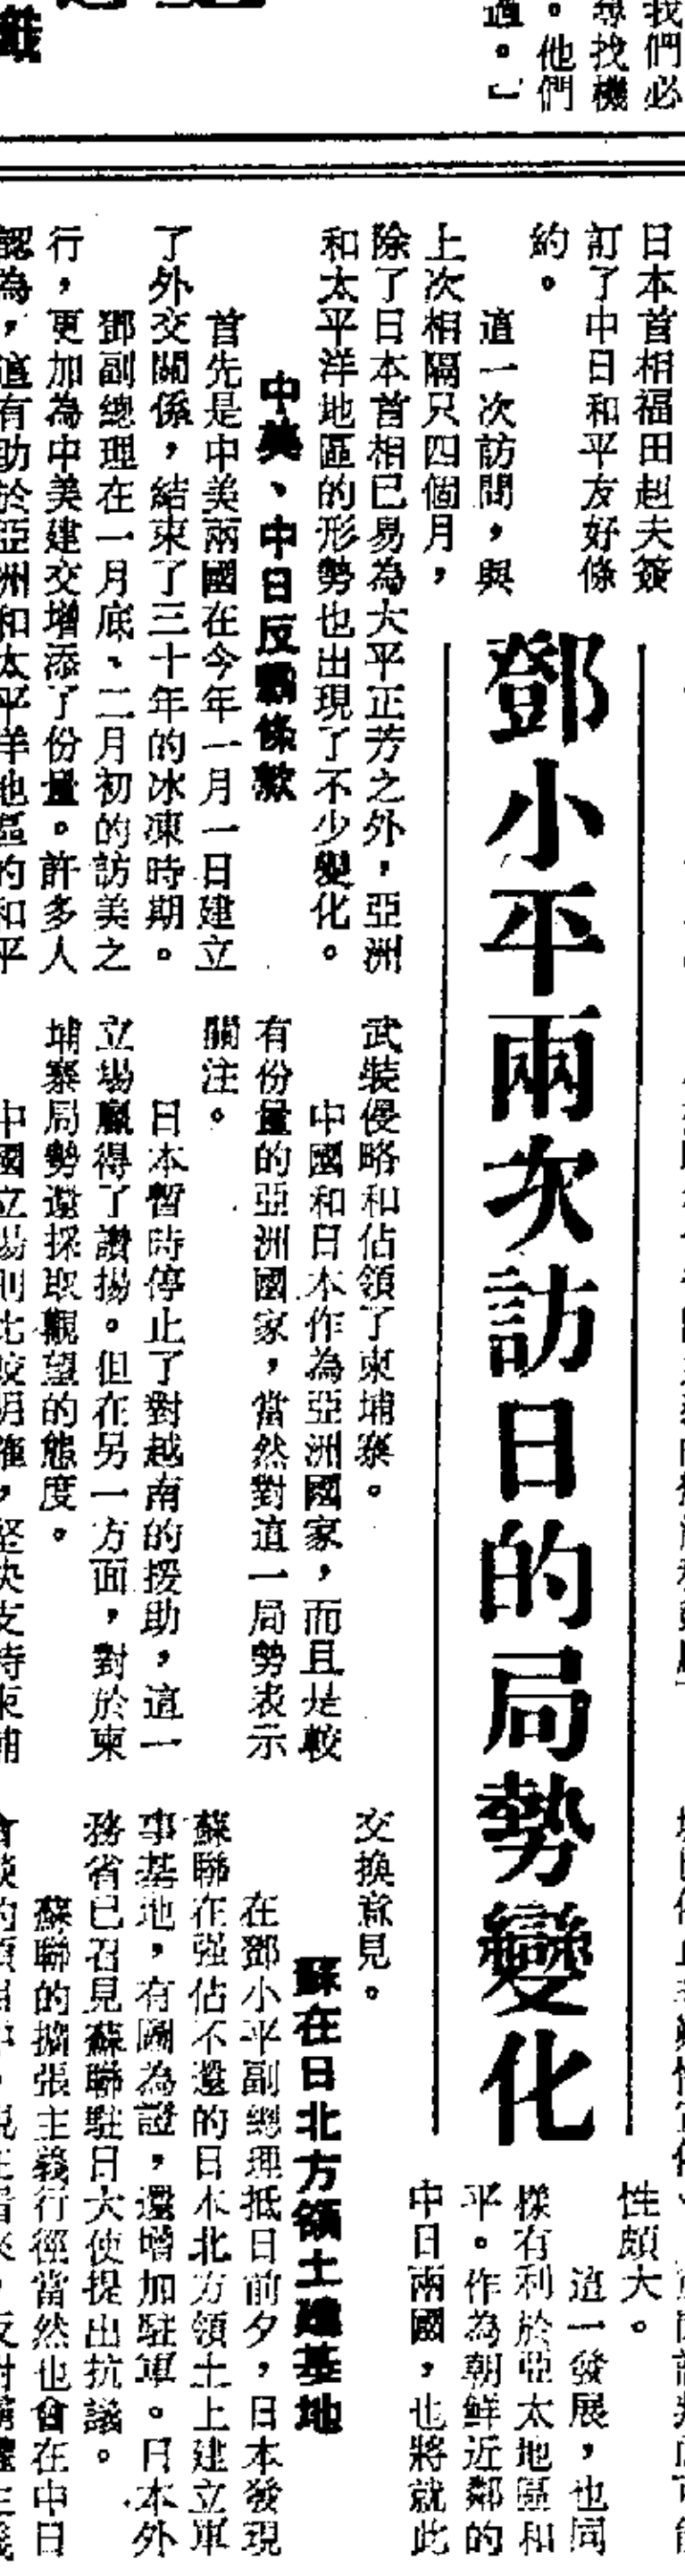 我們必
尋找機
。他們
過。」
鄧小平兩次訪日的局勢變化
日本首相福田赳夫簽
訂了中日和平友好條
約。
這一次訪問，與
上次相隔只四個月，
除了日本首相已易為大平正芳之外，亞洲
和太平洋地區的形勢也出現了不少變化。
中美、中日反霸條款
首先是中美兩國在今年一月一日建立
了外交關係，結束了三十年的冰凍時期。
鄧副總理在一月底、二月初的訪美之
行，更加為中美建交增添了份量。許多人
認為，這有助於亞洲和太平洋地區的和平
武裝侵略和佔領了柬埔寨。
中國和日本作為亞洲國家，而且是較
有份量的亞洲國家，當然對這一局勢表示
關注。
日本暫時停止了對越南的援助，這一
立場贏得了讚揚。但在另一方面，對於柬
埔寨局勢還採取觀望的態度。
中國立場則比較明確，堅決支持柬埔
性頗大。
這一發展，也同
樣有利於亞太地區和
平。作為朝鮮近鄰的
中日兩國，也將就此
交換意見。
蘇在日北方領土建基地
在鄧小平副總理抵日前夕，日本發現
蘇聯在强佔不還的日本北方領土上建立軍
事基地，有圖為證，還增加駐軍。日本外
務省已召見蘇聯駐日大使提出抗議。
蘇聯的擴張主義行徑當然也會在中日